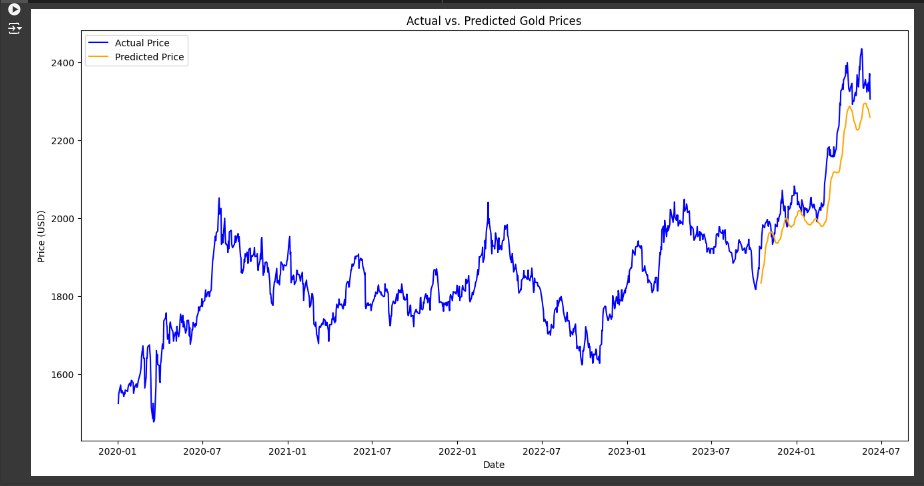 Actual vs. Predicted Gold Prices
Actual Price
Predicted Price
2400
2200
2000
1800
1600
Price (USD)
2020-01 2020-07 2021-01 2021-07 2022-01 2022-07 2023-01 2023-07 2024-01 2024-07
Date